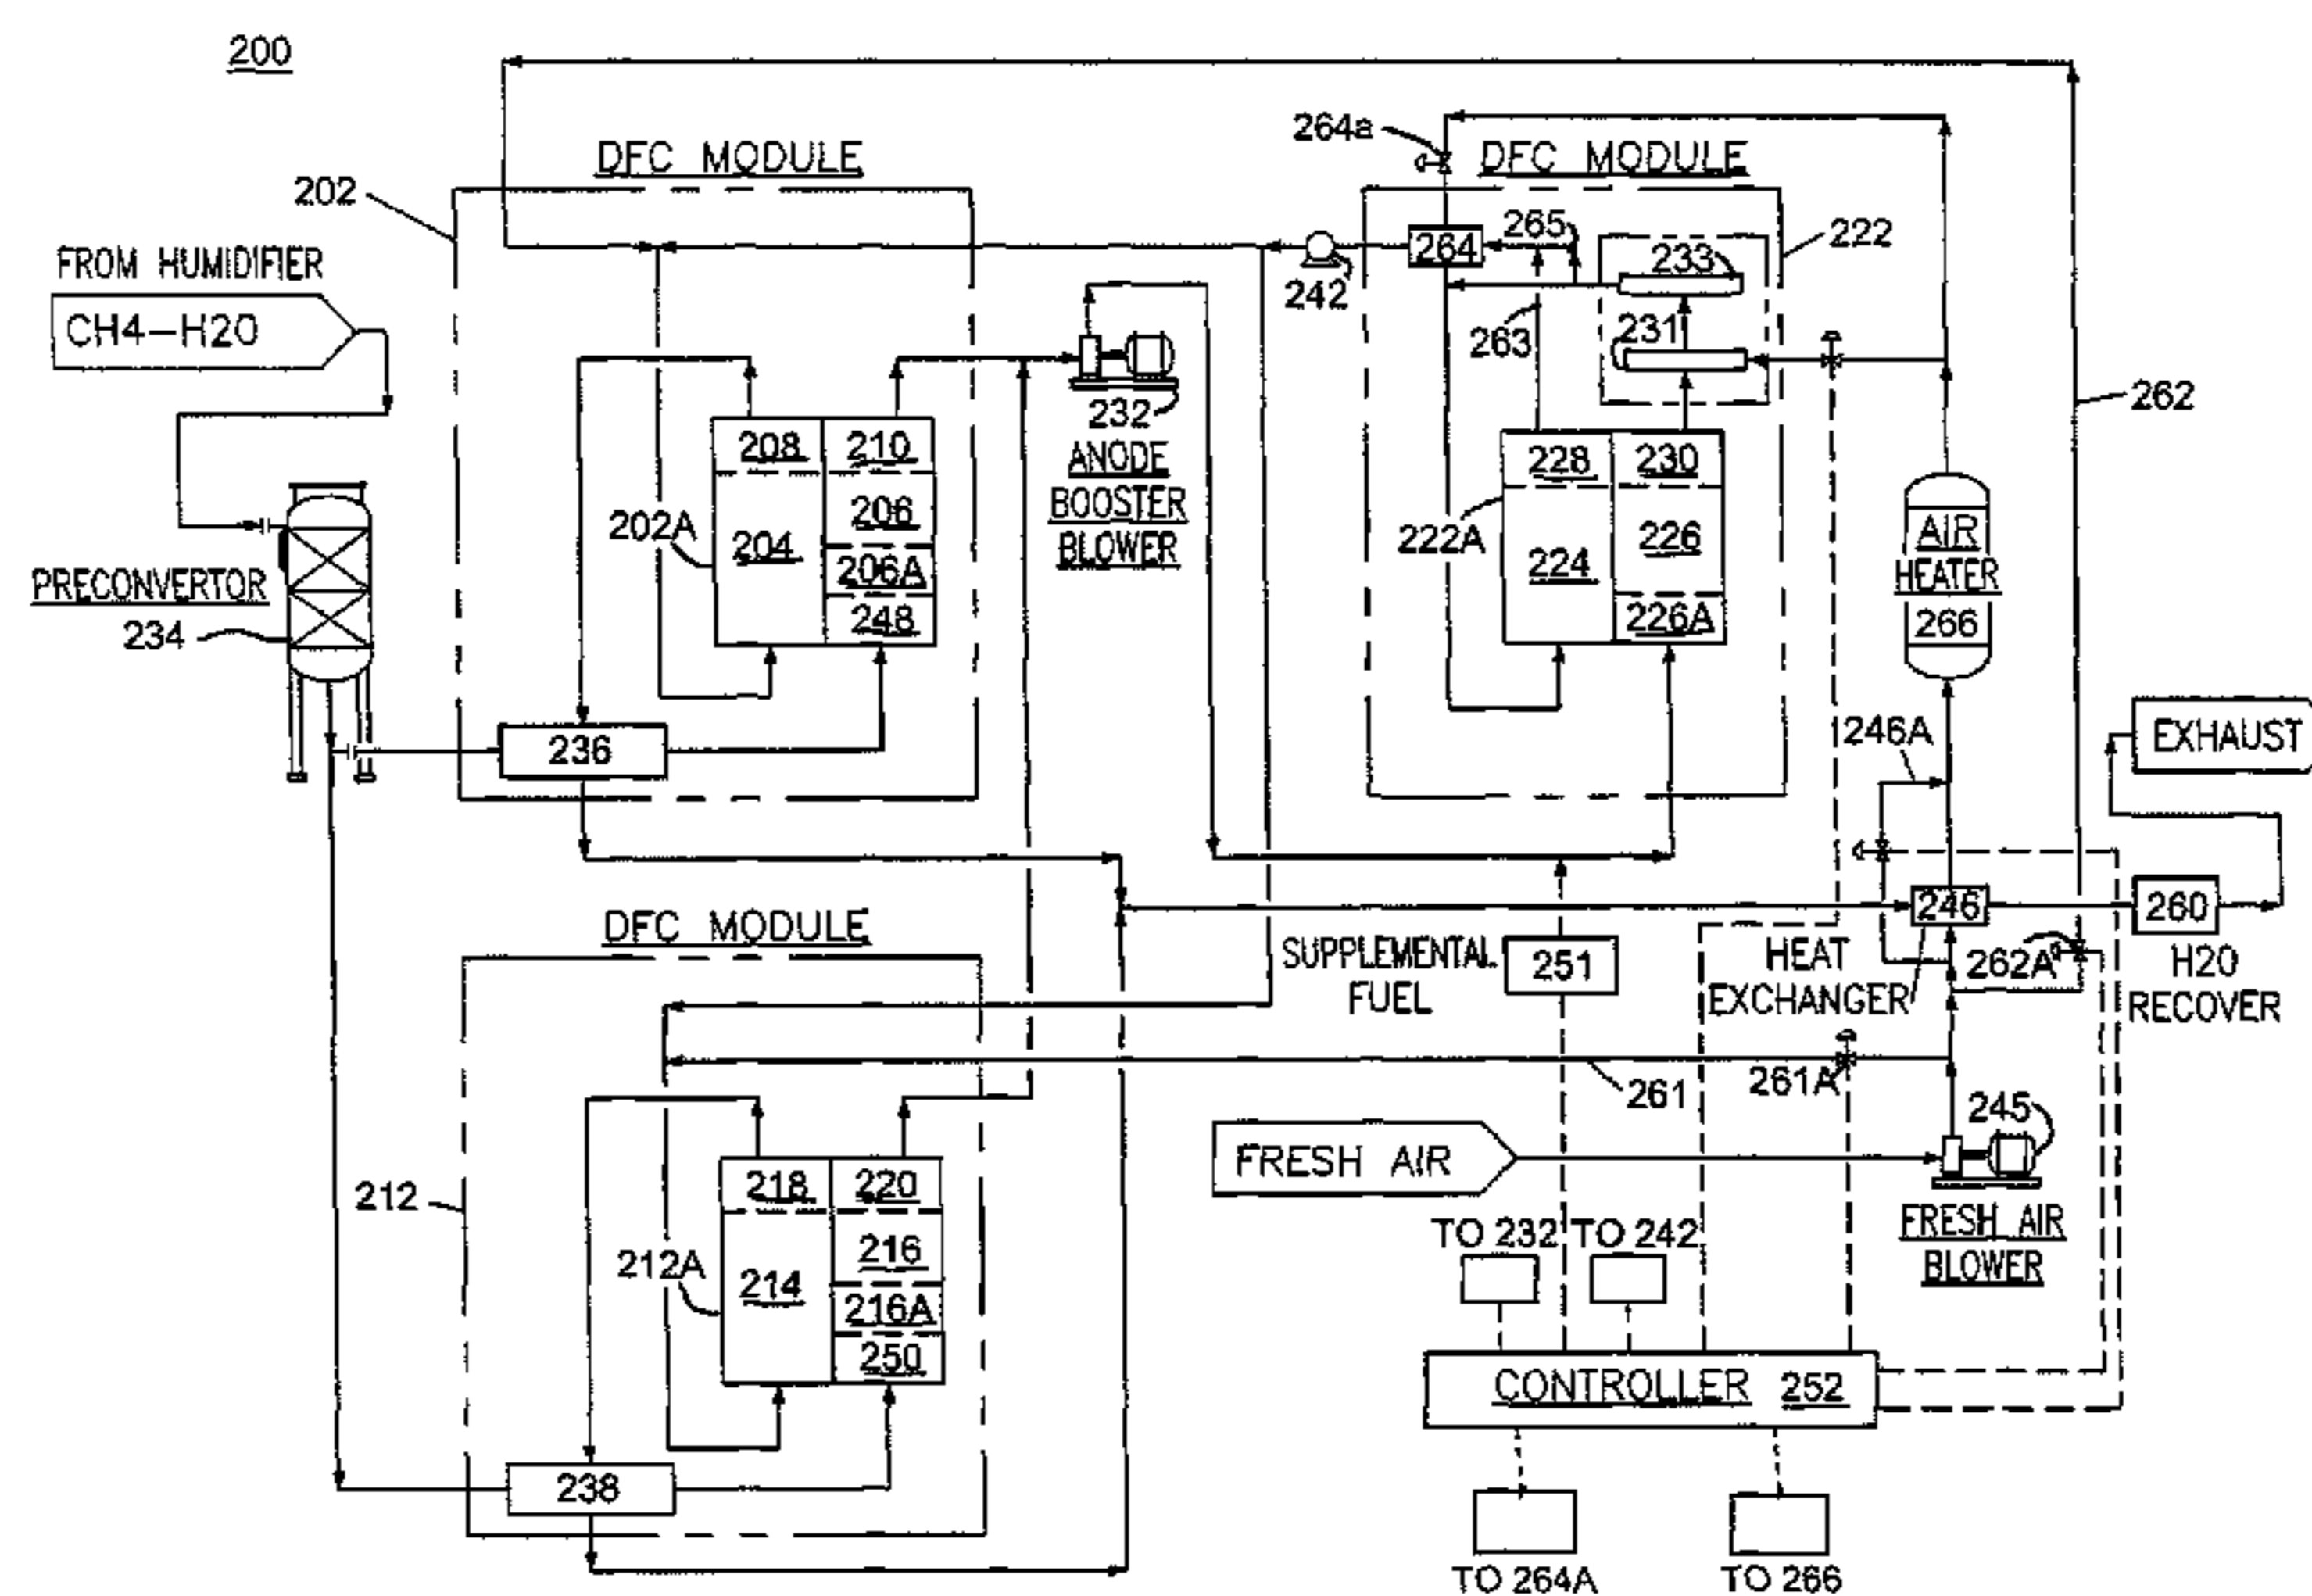 200
264a
DFC MODULE
DFC MODULE
202
265
222
FROM HUMIDIFIER
264
233
CH4-H20
242
263
231
232
262
208
210
ANODE
BOOSTER
BLOWER
228
230
202A
204
206
222A
224
226
AIR
HEATER
266
PRECONVERTOR
234
206A
248
226A
236
246A
EXHAUST
DFC MODULE
246
260
SUPPLEMENTAL
FUEL
251
HEAT
EXCHANGER
262A
H20
RECOVER
261
261A
245
FRESH AIR
212
218
220
TO 232
TO 242
FRESH AIR
BLOWER
212A
214
216
216A
250
CONTROLLER 252
238
TO 264A
TO 266